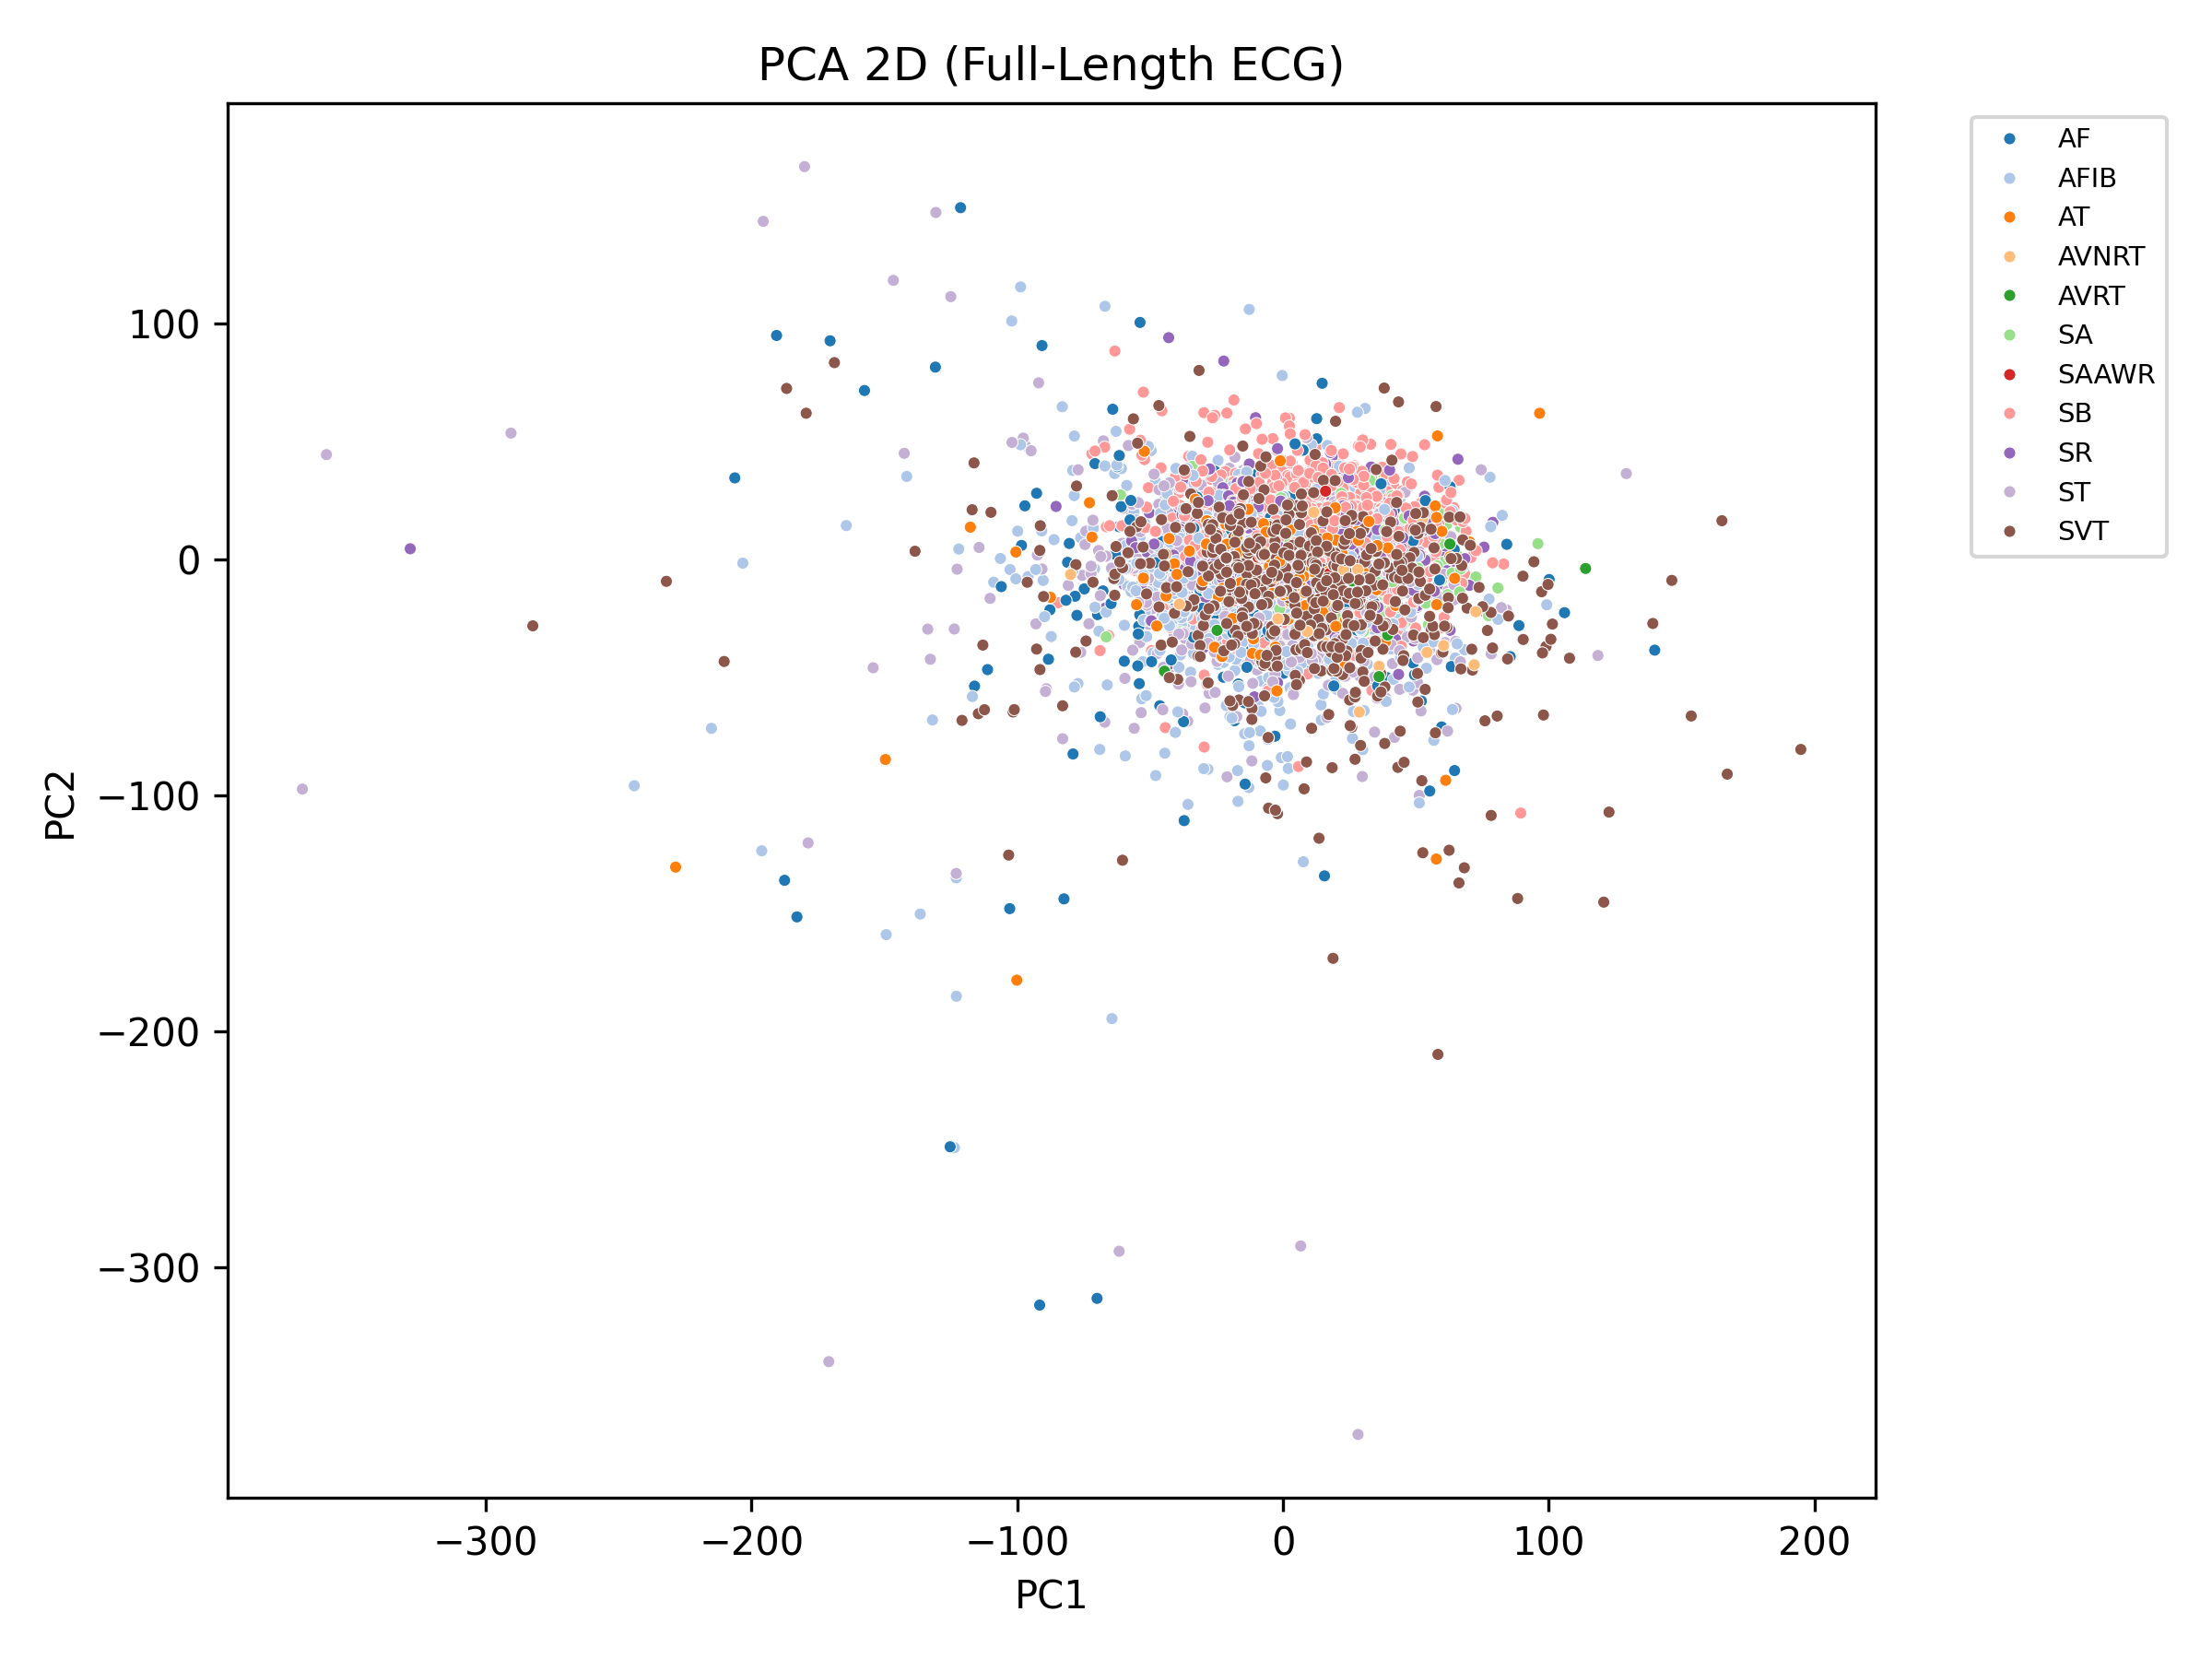 PCA 2D (Full-Length ECG)
AF
AFIB
AT
AVNRT
AVRT
SA
SAAWR
SB
SR
ST
SVT
100
0
−100
−200
−300
PC2
−300
−200
−100
0
100
200
PC1